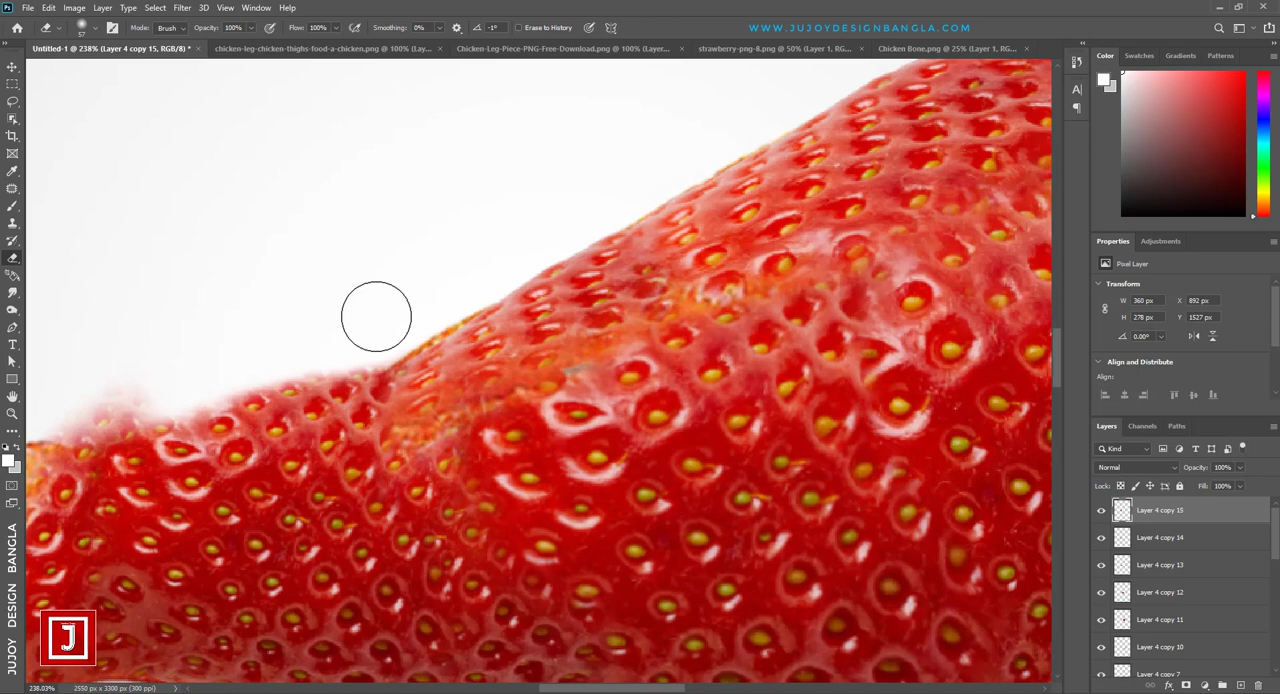 Ps File Edit Image Layer Type Select Filter 3D View Window Help
57 Mode: Brush Opacity: 100% Flow: 100% Smoothing: 0% -1° Erase to History
WWW.JUJOYDESIGNBANGLA.COM
Untitled-1 @ 238% (Layer 4 copy 15, RGB/8) * × chicken-leg-chicken-thighs-food-a-chicken.png @ 100% (L... × Chicken-Leg-Piece-PNG-Free-Download.png @ 100% (Layer... × strawberry-png-8.png @ 50% (Layer 1, RG... × Chicken Bone.png @ 25% (Layer 1, RG... ×
Color Swatches Gradients Patterns
Properties Adjustments
Pixel Layer
Transform
W 360 px X 892 px
H 278 px Y 1527 px
0.00°
Align and Distribute
Align:
Layers Channels Paths
Kind
Normal Opacity: 100%
Lock: Fill: 100%
Layer 4 copy 15
Layer 4 copy 14
Layer 4 copy 13
Layer 4 copy 12
Layer 4 copy 11
Layer 4 copy 10
Layer 4 copy 7
JUJOY DESIGN BANGLA
J
238.03% 2550 px x 3300 px (300 ppi)